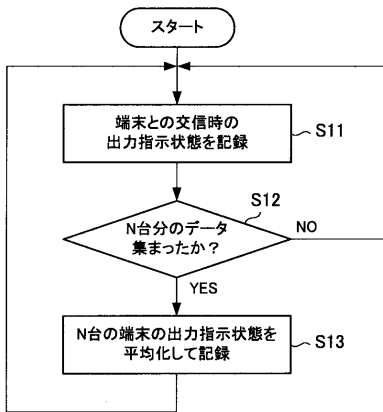 スタート
端末との交信時の
出力指示状態を記録
S11
N台分のデータ
集まったか？
S12
NO
YES
N台の端末の出力指示状態を
平均化して記録
S13